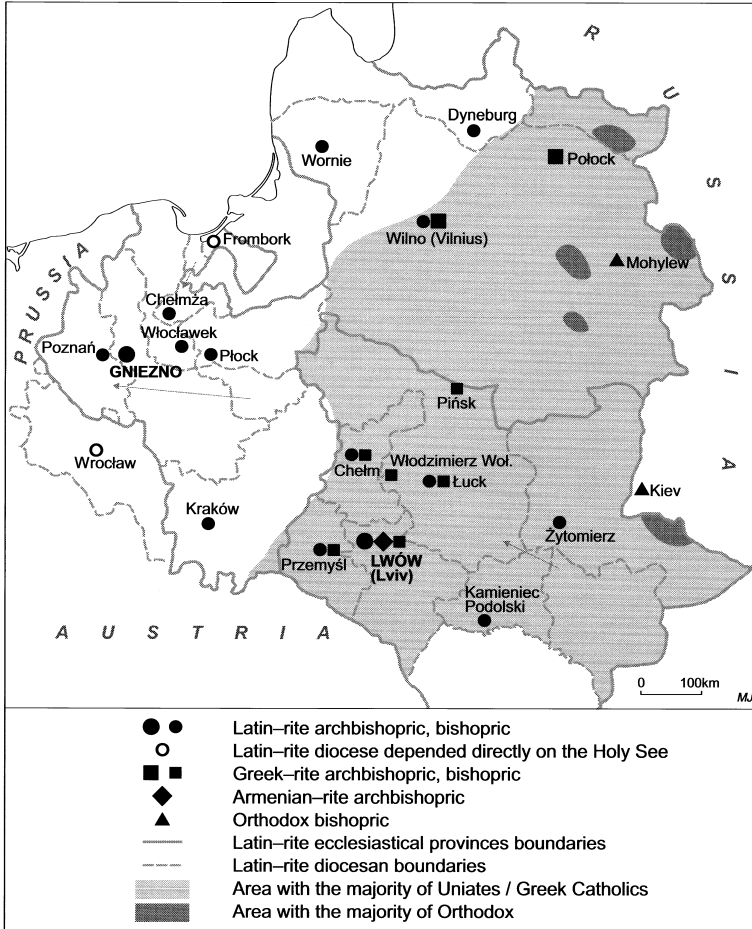 RUSSIA
PRUSSIA
AUSTRIA
Dyneburg
Wornie
Połock
Wilno (Vilnius)
Frombork
Mohylew
Chełmża
Włocławek
Poznań
GNIEZNO
Płock
Pińsk
Wrocław
Chełm
Włodzimierz Woł.
Łuck
Kiev
Kraków
Żytomierz
Przemyśl
LWÓW
(Lviv)
Kamieniec
Podolski
0 100km
MJ
Latin–rite archbishopric, bishopric
Latin–rite diocese depended directly on the Holy See
Greek–rite archbishopric, bishopric
Armenian–rite archbishopric
Orthodox bishopric
Latin–rite ecclesiastical provinces boundaries
Latin–rite diocesan boundaries
Area with the majority of Uniates / Greek Catholics
Area with the majority of Orthodox